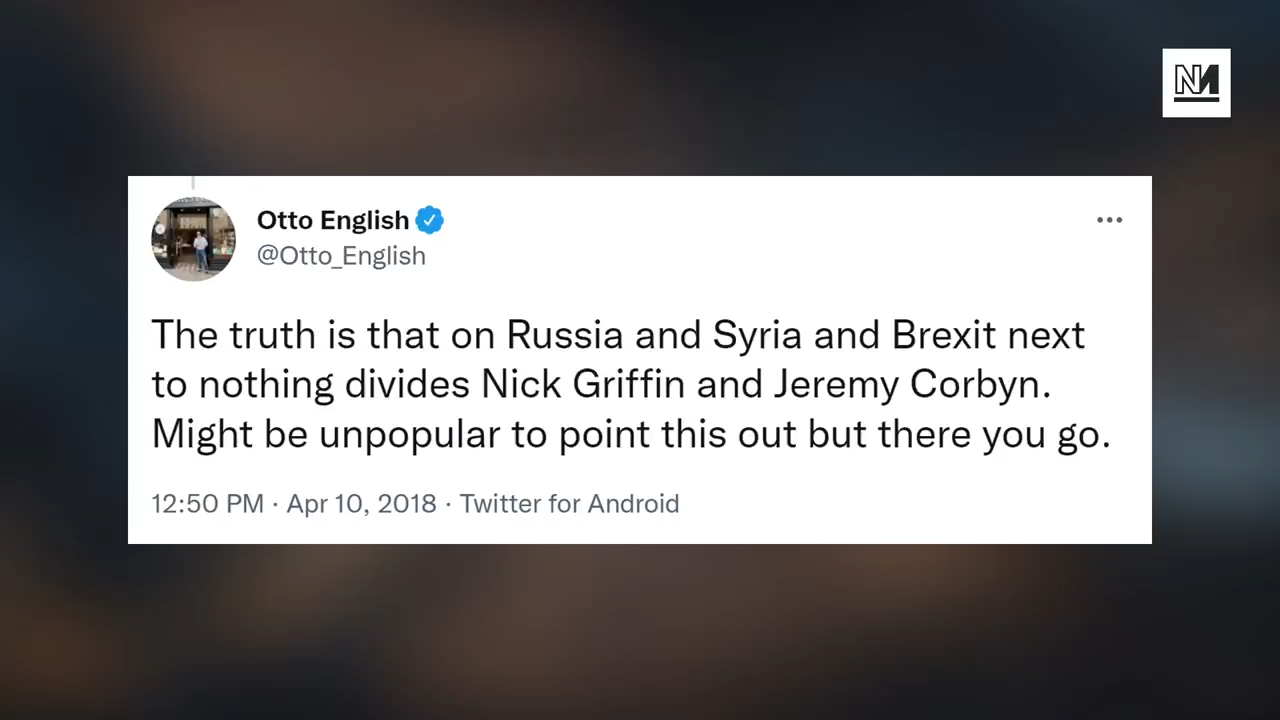 NM
Otto English
@Otto_English
The truth is that on Russia and Syria and Brexit next
to nothing divides Nick Griffin and Jeremy Corbyn.
Might be unpopular to point this out but there you go.
12:50 PM · Apr 10, 2018 · Twitter for Android